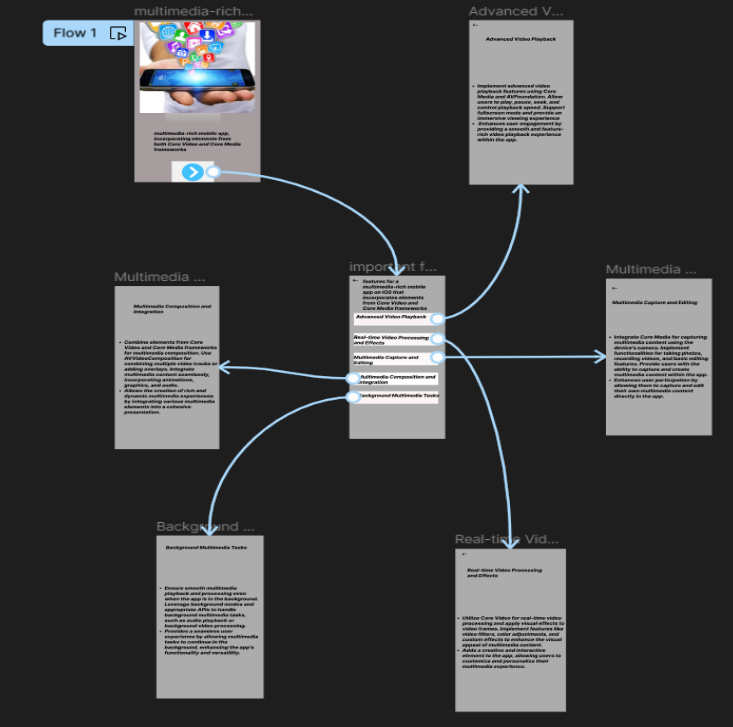 Flow 1
multimedia-rich...
multimedia-rich mobile app,
incorporating elements from
both Core Video and Core Media
frameworks
Advanced V...
Advanced Video Playback
• Implement advanced video
playback features using Core
Media and AVFoundation. Allow
users to play, pause, seek, and
control playback speed. Support
fullscreen mode and provide an
immersive viewing experience
• Enhances user engagement by
providing a smooth and feature-
rich video playback experience
within the app.
important f...
features for a
multimedia-rich mobile
app on iOS that
incorporates elements
from Core Video and
Core Media frameworks
Advanced Video Playback
Real-time Video Processing
and Effects
Multimedia Capture and
Editing
Multimedia Composition and
Integration
Background Multimedia Tasks
Multimedia ...
Multimedia Composition and
Integration
• Combine elements from Core
Video and Core Media frameworks
for multimedia composition. Use
AVVideoComposition for
combining multiple video tracks or
adding overlays. Integrate
multimedia content seamlessly,
incorporating animations,
graphics, and audio.
• Allows the creation of rich and
dynamic multimedia experiences
by integrating various multimedia
elements into a cohesive
presentation.
Multimedia ...
Multimedia Capture and Editing
• Integrate Core Media for capturing
multimedia content using the
device's camera. Implement
functionalities for taking photos,
recording videos, and basic editing
features. Provide users with the
ability to capture and create
multimedia content within the app.
• Enhances user participation by
allowing them to capture and edit
their own multimedia content
directly in the app.
Background ...
Background Multimedia Tasks
• Ensure smooth multimedia
playback and processing even
when the app is in the background.
Leverage background modes and
appropriate APIs to handle
background multimedia tasks,
such as audio playback or
background video processing.
• Provides a seamless user
experience by allowing multimedia
tasks to continue in the
background, enhancing the app's
functionality and versatility.
Real-time Vid...
Real-time Video Processing
and Effects
• Utilize Core Video for real-time video
processing and apply visual effects to
video frames. Implement features like
video filters, color adjustments, and
custom effects to enhance the visual
appeal of multimedia content.
• Adds a creative and interactive
element to the app, allowing users to
customize and personalize their
multimedia experience.